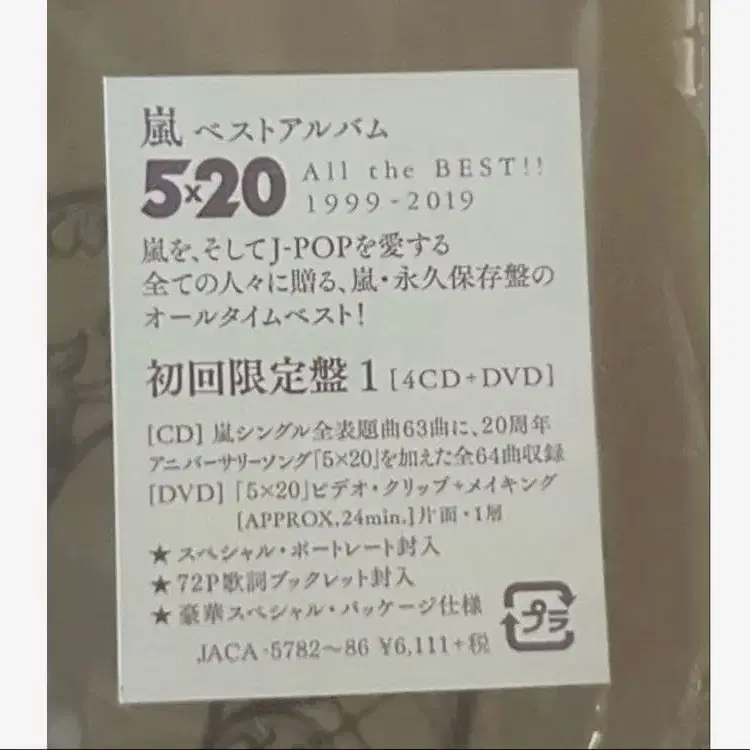 嵐 ベストアルバム
5×20 All the BEST!!
1999-2019
嵐を、そしてJ-POPを愛する
全ての人々に贈る、嵐・永久保存盤の
オールタイムベスト!
初回限定盤1 [4CD+DVD]
[CD] 嵐シングル全表題曲63曲に、20周年
アニバーサリーソング「5×20」を加えた全64曲収録
[DVD] 「5×20」ビデオ・クリップ+メイキング
[APPROX,24min.]片面・1層
★ スペシャル・ポートレート封入
★ 72P歌詞ブックレット封入
★ 豪華スペシャル・パッケージ仕様
プラ
JACA-5782〜86 ¥6,111+税